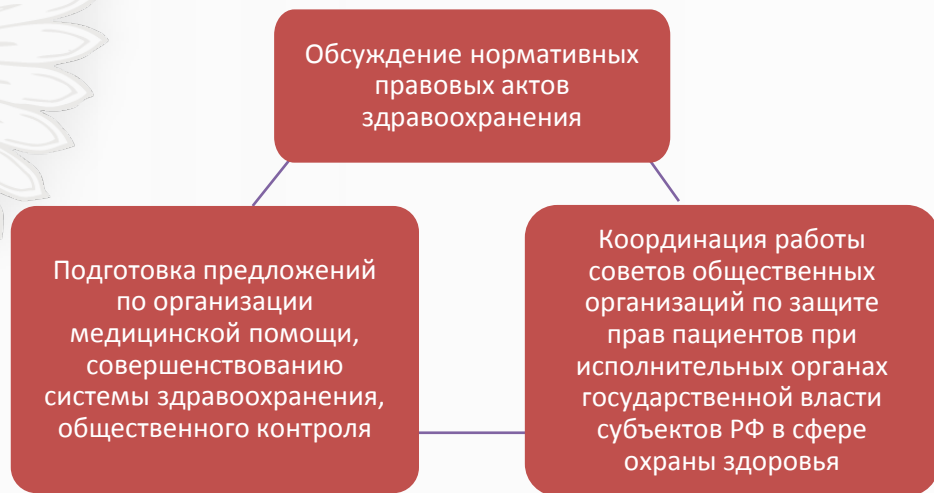 Обсуждение нормативных
правовых актов
здравоохранения
Подготовка предложений
по организации
медицинской помощи,
совершенствованию
системы здравоохранения,
общественного контроля
Координация работы
советов общественных
организаций по защите
прав пациентов при
исполнительных органах
государственной власти
субъектов РФ в сфере
охраны здоровья